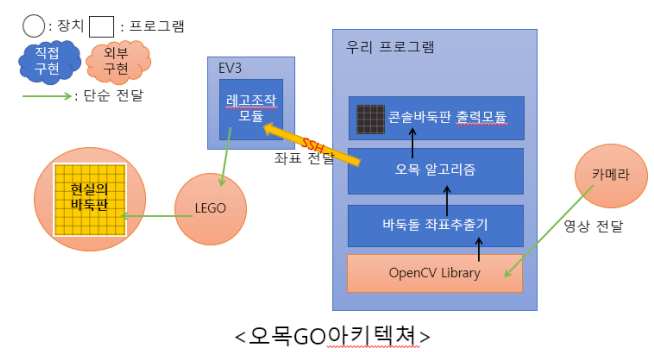 : 장치 : 프로그램
직접
구현
외부
구현
: 단순 전달
EV3
레고조작
모듈
SSH
좌표 전달
현실의
바둑판
LEGO
우리 프로그램
콘솔바둑판 출력모듈
오목 알고리즘
바둑돌 좌표추출기
OpenCV Library
카메라
영상 전달
<오목GO아키텍쳐>